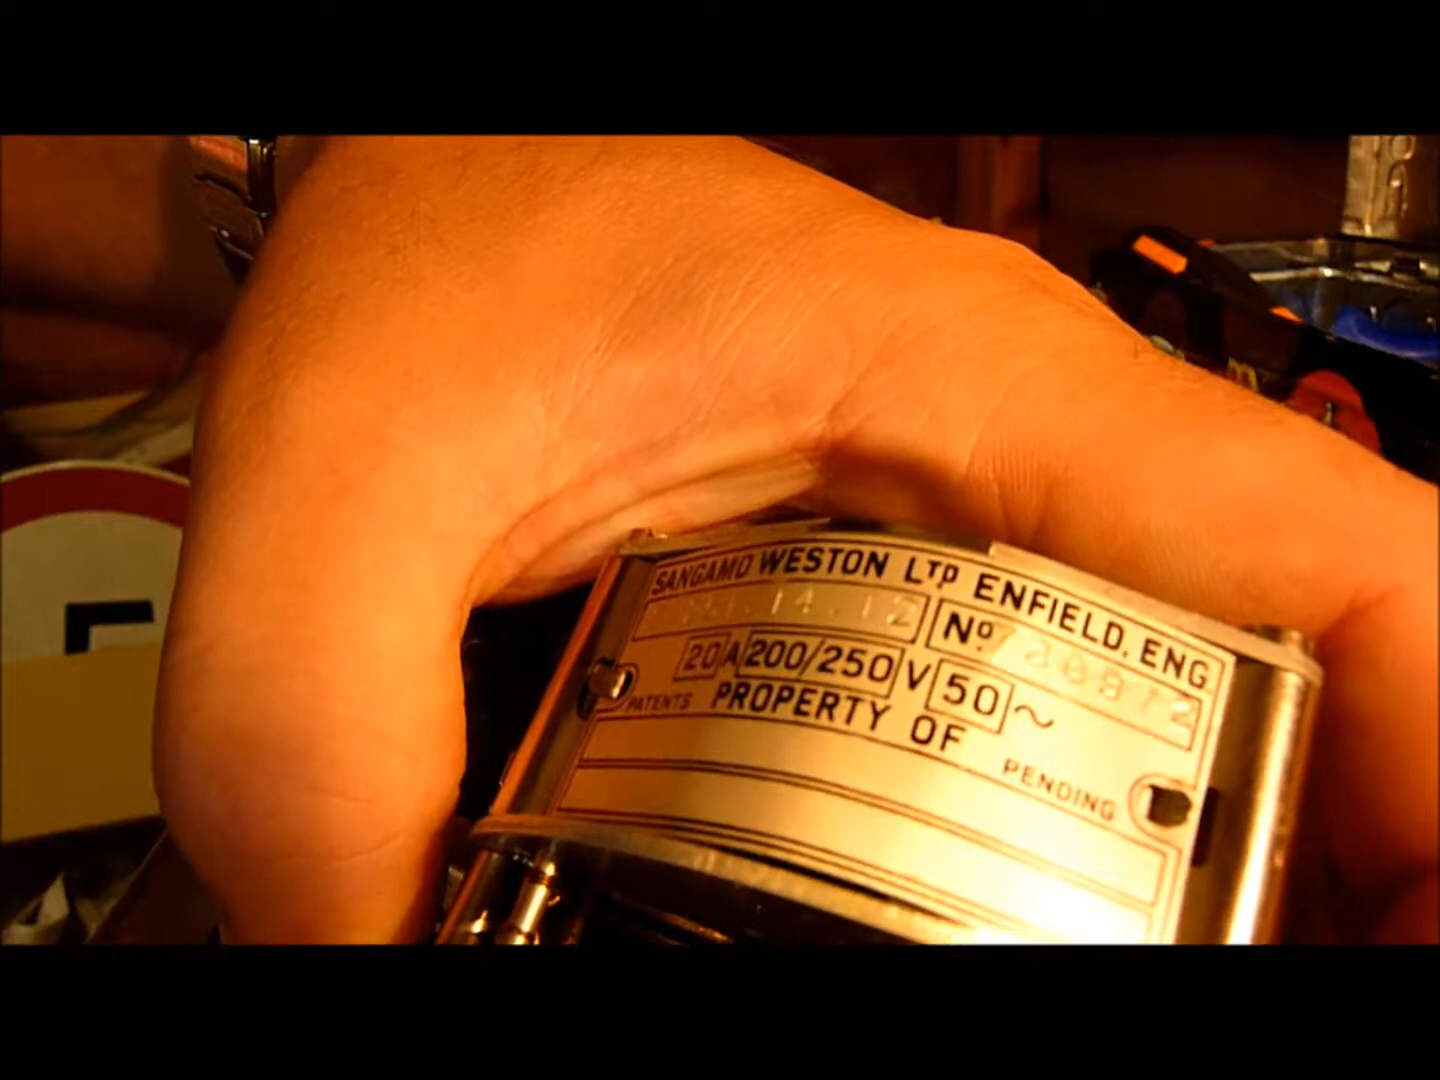 SANGAMO WESTON LTD ENFIELD, ENG
Nº
20 A 200/250 V 50 ~
PATENTS PROPERTY OF PENDING